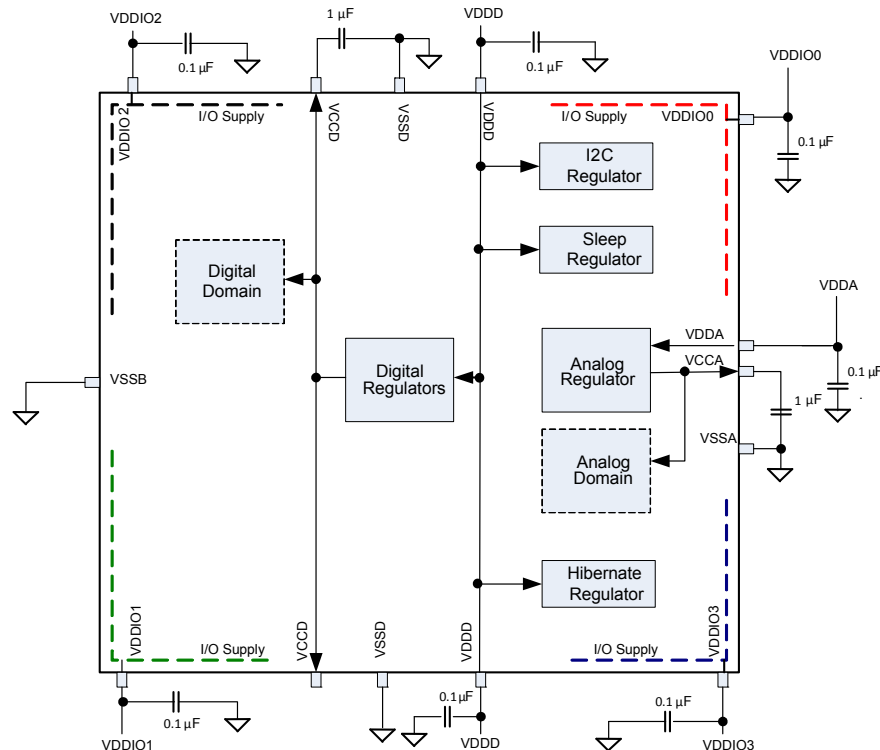 VDDIO2
1 µF
VDDD
0.1 µF
0.1 µF
VDDIO0
0.1 µF
VDDIO2
I/O Supply
VCCD
VSSD
VDDD
I/O Supply
VDDIO0
I2C
Regulator
Sleep
Regulator
Digital
Domain
VDDA
Digital
Regulators
Analog
Regulator
VDDA
VCCA
0.1 µF
1 µF
.
VSSB
VSSA
Analog
Domain
Hibernate
Regulator
VDDIO1
I/O Supply
VCCD
VSSD
VDDD
I/O Supply
VDDIO3
0.1 µF
0.1 µF
0.1 µF
VDDIO1
VDDD
VDDIO3